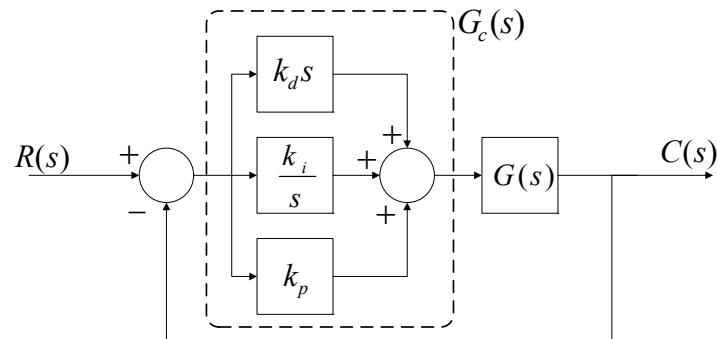 G_c(s)
k_d s
R(s)
+
−
k_i
s
+
+
+
G(s)
C(s)
k_p